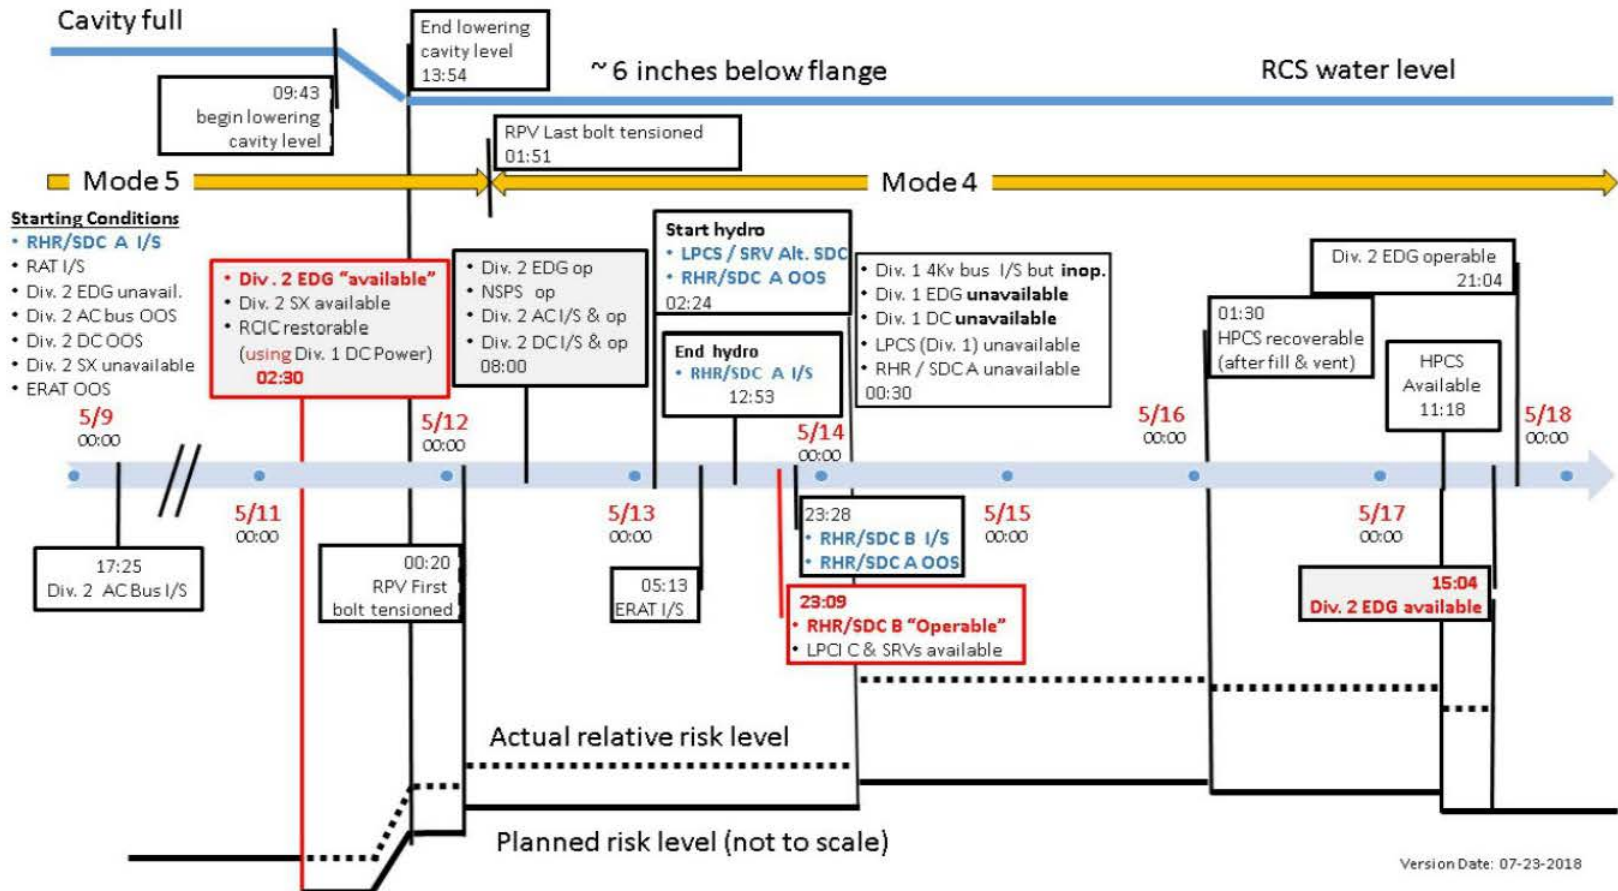 Cavity full
End lowering
cavity level
13:54
~ 6 inches below flange
RCS water level
09:43
begin lowering
cavity level
RPV Last bolt tensioned
01:51
Mode 5
Mode 4
Starting Conditions
• RHR/SDC A I/S
• RAT I/S
• Div. 2 EDG unavail.
• Div. 2 AC bus OOS
• Div. 2 DC OOS
• Div. 2 SX unavailable
• ERAT OOS
• Div. 2 EDG "available"
• Div. 2 SX available
• RCIC restorable
(using Div. 1 DC Power)
02:30
• Div. 2 EDG op
• NSPS op
• Div. 2 AC I/S & op
• Div. 2 DC I/S & op
08:00
Start hydro
• LPCS / SRV Alt. SDC
• RHR/SDC A OOS
02:24
End hydro
• RHR/SDC A I/S
12:53
• Div. 1 4Kv bus I/S but inop.
• Div. 1 EDG unavailable
• Div. 1 DC unavailable
• LPCS (Div. 1) unavailable
• RHR / SDC A unavailable
00:30
Div. 2 EDG operable
21:04
01:30
HPCS recoverable
(after fill & vent)
HPCS
Available
11:18
5/9
00:00
5/12
00:00
5/14
00:00
5/16
00:00
5/18
00:00
5/11
00:00
5/13
00:00
5/15
00:00
5/17
00:00
17:25
Div. 2 AC Bus I/S
00:20
RPV First
bolt tensioned
05:13
ERAT I/S
23:28
• RHR/SDC B I/S
• RHR/SDC A OOS
23:09
• RHR/SDC B "Operable"
• LPCI C & SRVs available
15:04
Div. 2 EDG available
Actual relative risk level
Planned risk level (not to scale)
Version Date: 07-23-2018